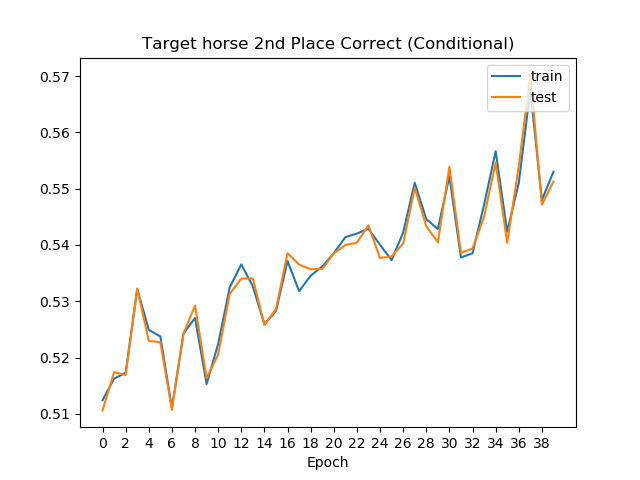 Target horse 2nd Place Correct (Conditional)
train
test
0.57
0.56
0.55
0.54
0.53
0.52
0.51
0 2 4 6 8 10 12 14 16 18 20 22 24 26 28 30 32 34 36 38
Epoch